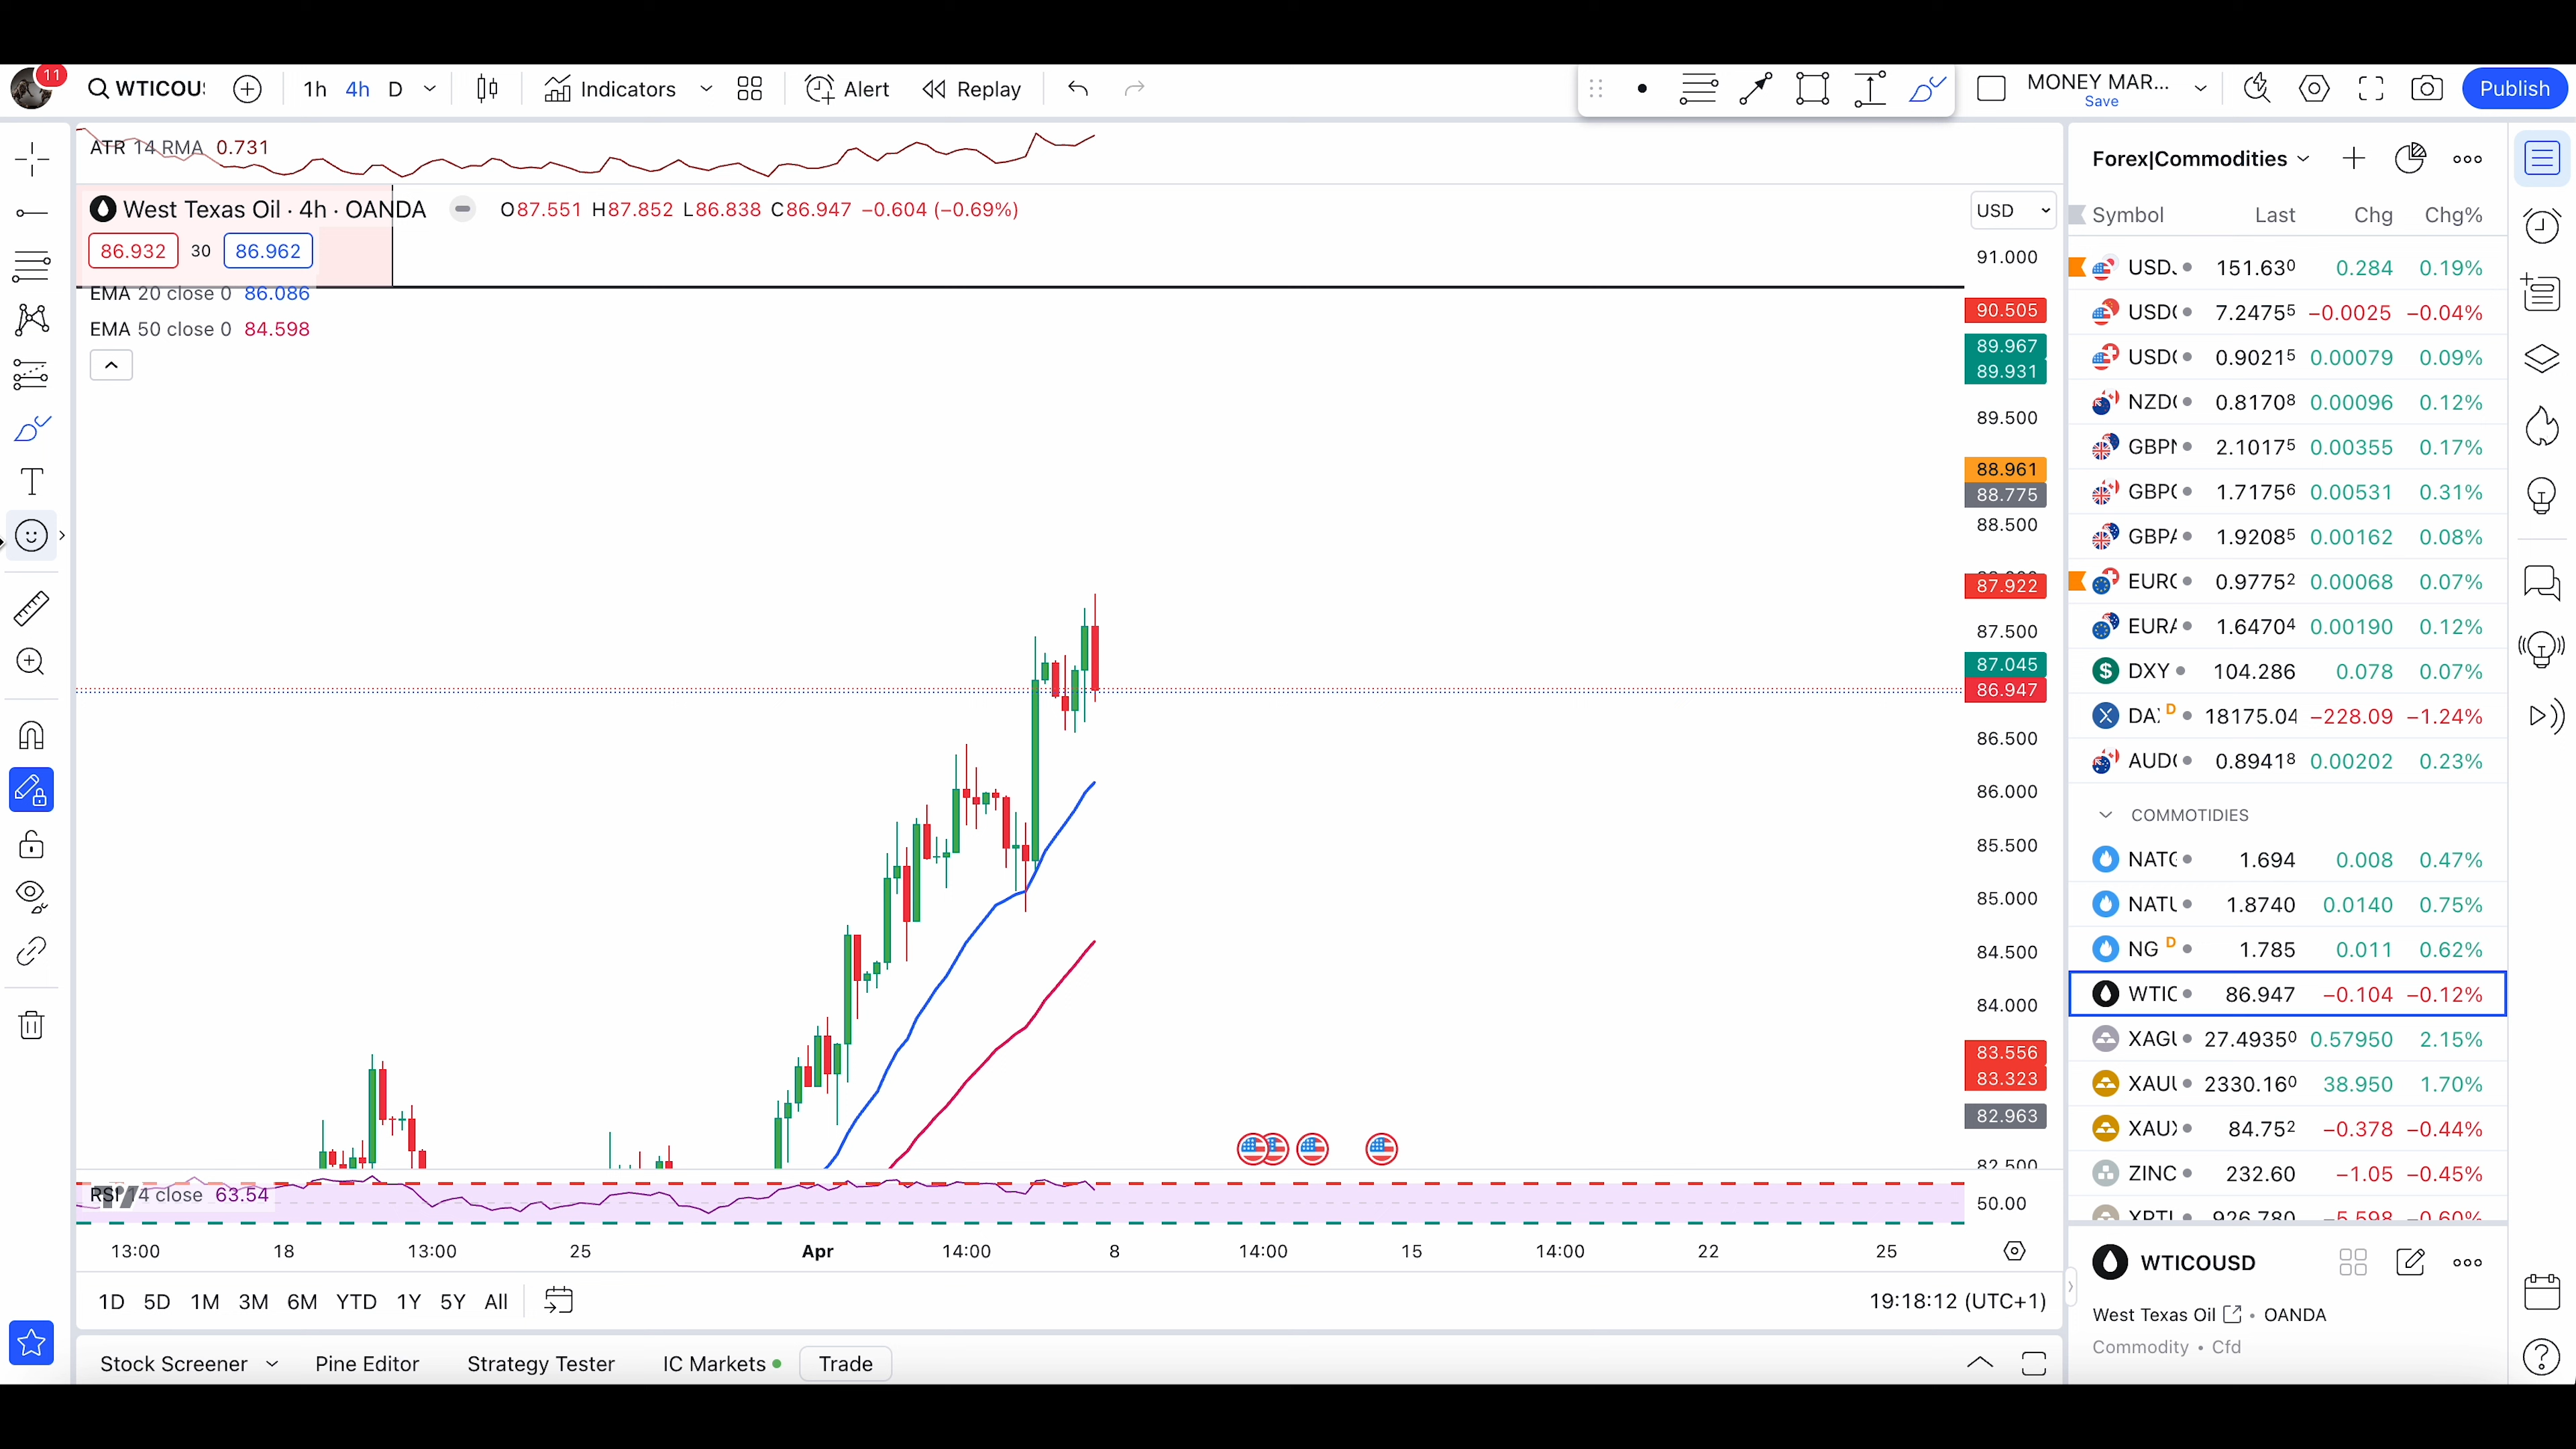 11
WTICOU
1h 4h D
Indicators
Alert
Replay
MONEY MAR...
Save
Publish
ATR 14 RMA 0.731
West Texas Oil · 4h · OANDA
O87.551 H87.852 L86.838 C86.947 −0.604 (−0.69%)
86.932 30 86.962
EMA 20 close 0 86.086
EMA 50 close 0 84.598
USD
91.000
90.505
89.967
89.931
89.500
88.961
88.775
88.500
87.922
87.500
87.045
86.947
86.500
86.000
85.500
85.000
84.500
84.000
83.556
83.323
82.963
82.500
RSI 14 close 63.54
50.00
13:00 18 13:00 25 Apr 14:00 8 14:00 15 14:00 22 25
1D 5D 1M 3M 6M YTD 1Y 5Y All
19:18:12 (UTC+1)
Stock Screener Pine Editor Strategy Tester IC Markets Trade
Forex|Commodities
Symbol Last Chg Chg%
USDJ 151.630 0.284 0.19%
USD 7.24755 −0.0025 −0.04%
USD 0.90215 0.00079 0.09%
NZD 0.81708 0.00096 0.12%
GBP 2.10175 0.00355 0.17%
GBP 1.71756 0.00531 0.31%
GBP 1.92085 0.00162 0.08%
EUR 0.97752 0.00068 0.07%
EUR 1.64704 0.00190 0.12%
DXY 104.286 0.078 0.07%
DA D 18175.04 −228.09 −1.24%
AUD 0.89418 0.00202 0.23%
COMMOTIDIES
NAT 1.694 0.008 0.47%
NAT 1.8740 0.0140 0.75%
NG D 1.785 0.011 0.62%
WTIC 86.947 −0.104 −0.12%
XAGU 27.49350 0.57950 2.15%
XAUU 2330.160 38.950 1.70%
XAUX 84.752 −0.378 −0.44%
ZINC 232.60 −1.05 −0.45%
XPTU 926.780 −5.598 −0.60%
WTICOUSD
West Texas Oil • OANDA
Commodity • Cfd